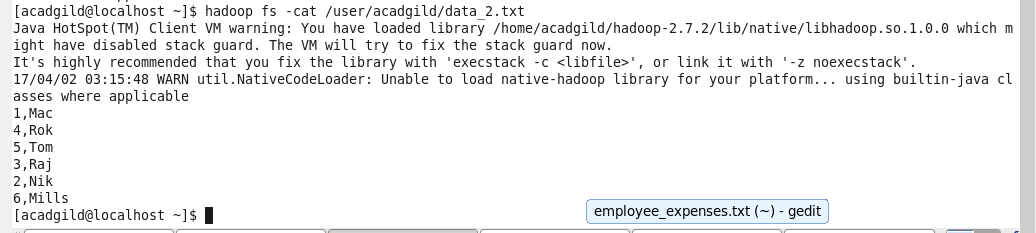 [acadgild@localhost ~]$ hadoop fs -cat /user/acadgild/data_2.txt
Java HotSpot(TM) Client VM warning: You have loaded library /home/acadgild/hadoop-2.7.2/lib/native/libhadoop.so.1.0.0 which m
ight have disabled stack guard. The VM will try to fix the stack guard now.
It's highly recommended that you fix the library with 'execstack -c <libfile>', or link it with '-z noexecstack'.
17/04/02 03:15:48 WARN util.NativeCodeLoader: Unable to load native-hadoop library for your platform... using builtin-java cl
asses where applicable
1,Mac
4,Rok
5,Tom
3,Raj
2,Nik
6,Mills
[acadgild@localhost ~]$
employee_expenses.txt (~) - gedit